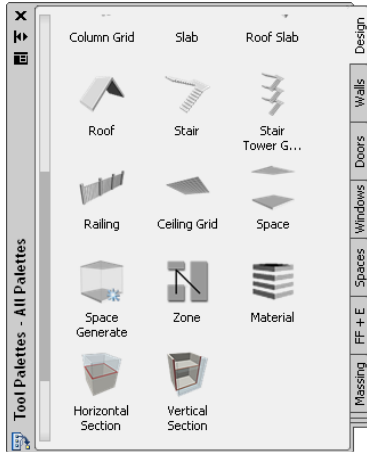 Column Grid
Slab
Roof Slab
Roof
Stair
Stair
Tower G...
Railing
Ceiling Grid
Space
Space
Generate
Zone
Material
Horizontal
Section
Vertical
Section
Tool Palettes - All Palettes
Design
Walls
Doors
Windows
Spaces
FF + E
Massing